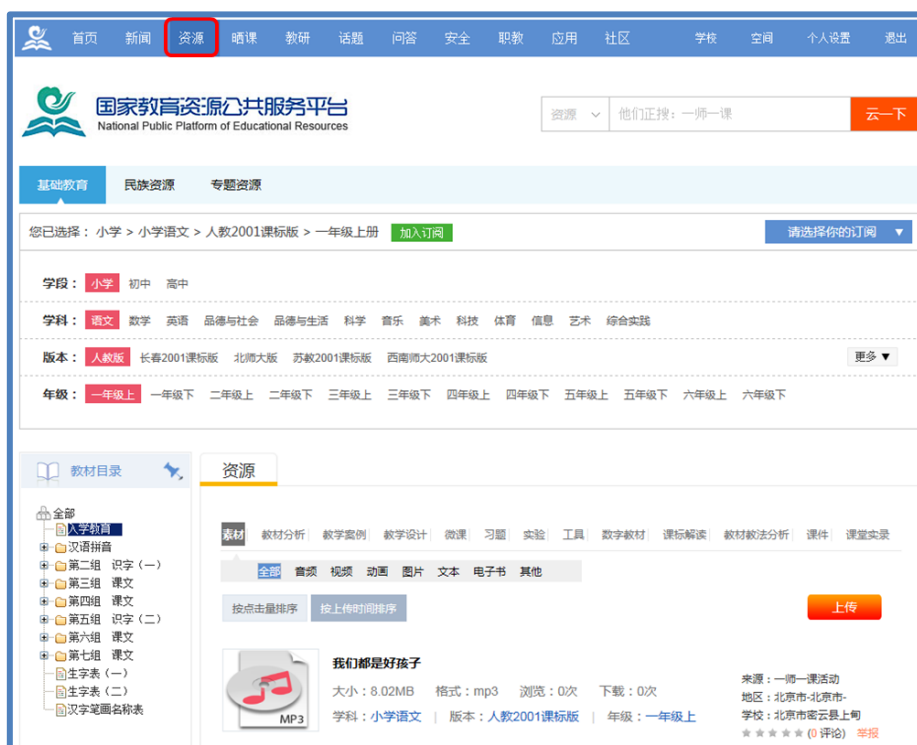 首页 新闻 资源 晒课 教研 话题 问答 安全 职教 应用 社区 学校 空间 个人设置 退出
国家教育资源公共服务平台
National Public Platform of Educational Resources
资源 他们正搜：一师一课 云一下
基础教育 民族资源 专题资源
您已选择：小学 > 小学语文 > 人教2001课标版 > 一年级上册 加入订阅 请选择你的订阅 ▼
学段： 小学 初中 高中
学科： 语文 数学 英语 品德与社会 品德与生活 科学 音乐 美术 科技 体育 信息 艺术 综合实践
版本： 人教版 长春2001课标版 北师大版 苏教2001课标版 西南师大2001课标版 更多 ▼
年级： 一年级上 一年级下 二年级上 二年级下 三年级上 三年级下 四年级上 四年级下 五年级上 五年级下 六年级上 六年级下
教材目录
全部
入学教育
汉语拼音
第二组 识字（一）
第三组 课文
第四组 课文
第五组 识字（二）
第六组 课文
第七组 课文
生字表（一）
生字表（二）
汉字笔画名称表
资源
素材 教材分析 教学案例 教学设计 微课 习题 实验 工具 数字教材 课标解读 教材教法分析 课件 课堂实录
全部 音频 视频 动画 图片 文本 电子书 其他
按点击量排序 按上传时间排序 上传
MP3
我们都是好孩子
大小：8.02MB 格式：mp3 浏览：0次 下载：0次
学科：小学语文 | 版本：人教2001课标版 | 年级：一年级上
来源：一师一课活动
地区：北京市-北京市-
学校：北京市密云县上甸
(0 评论) 举报